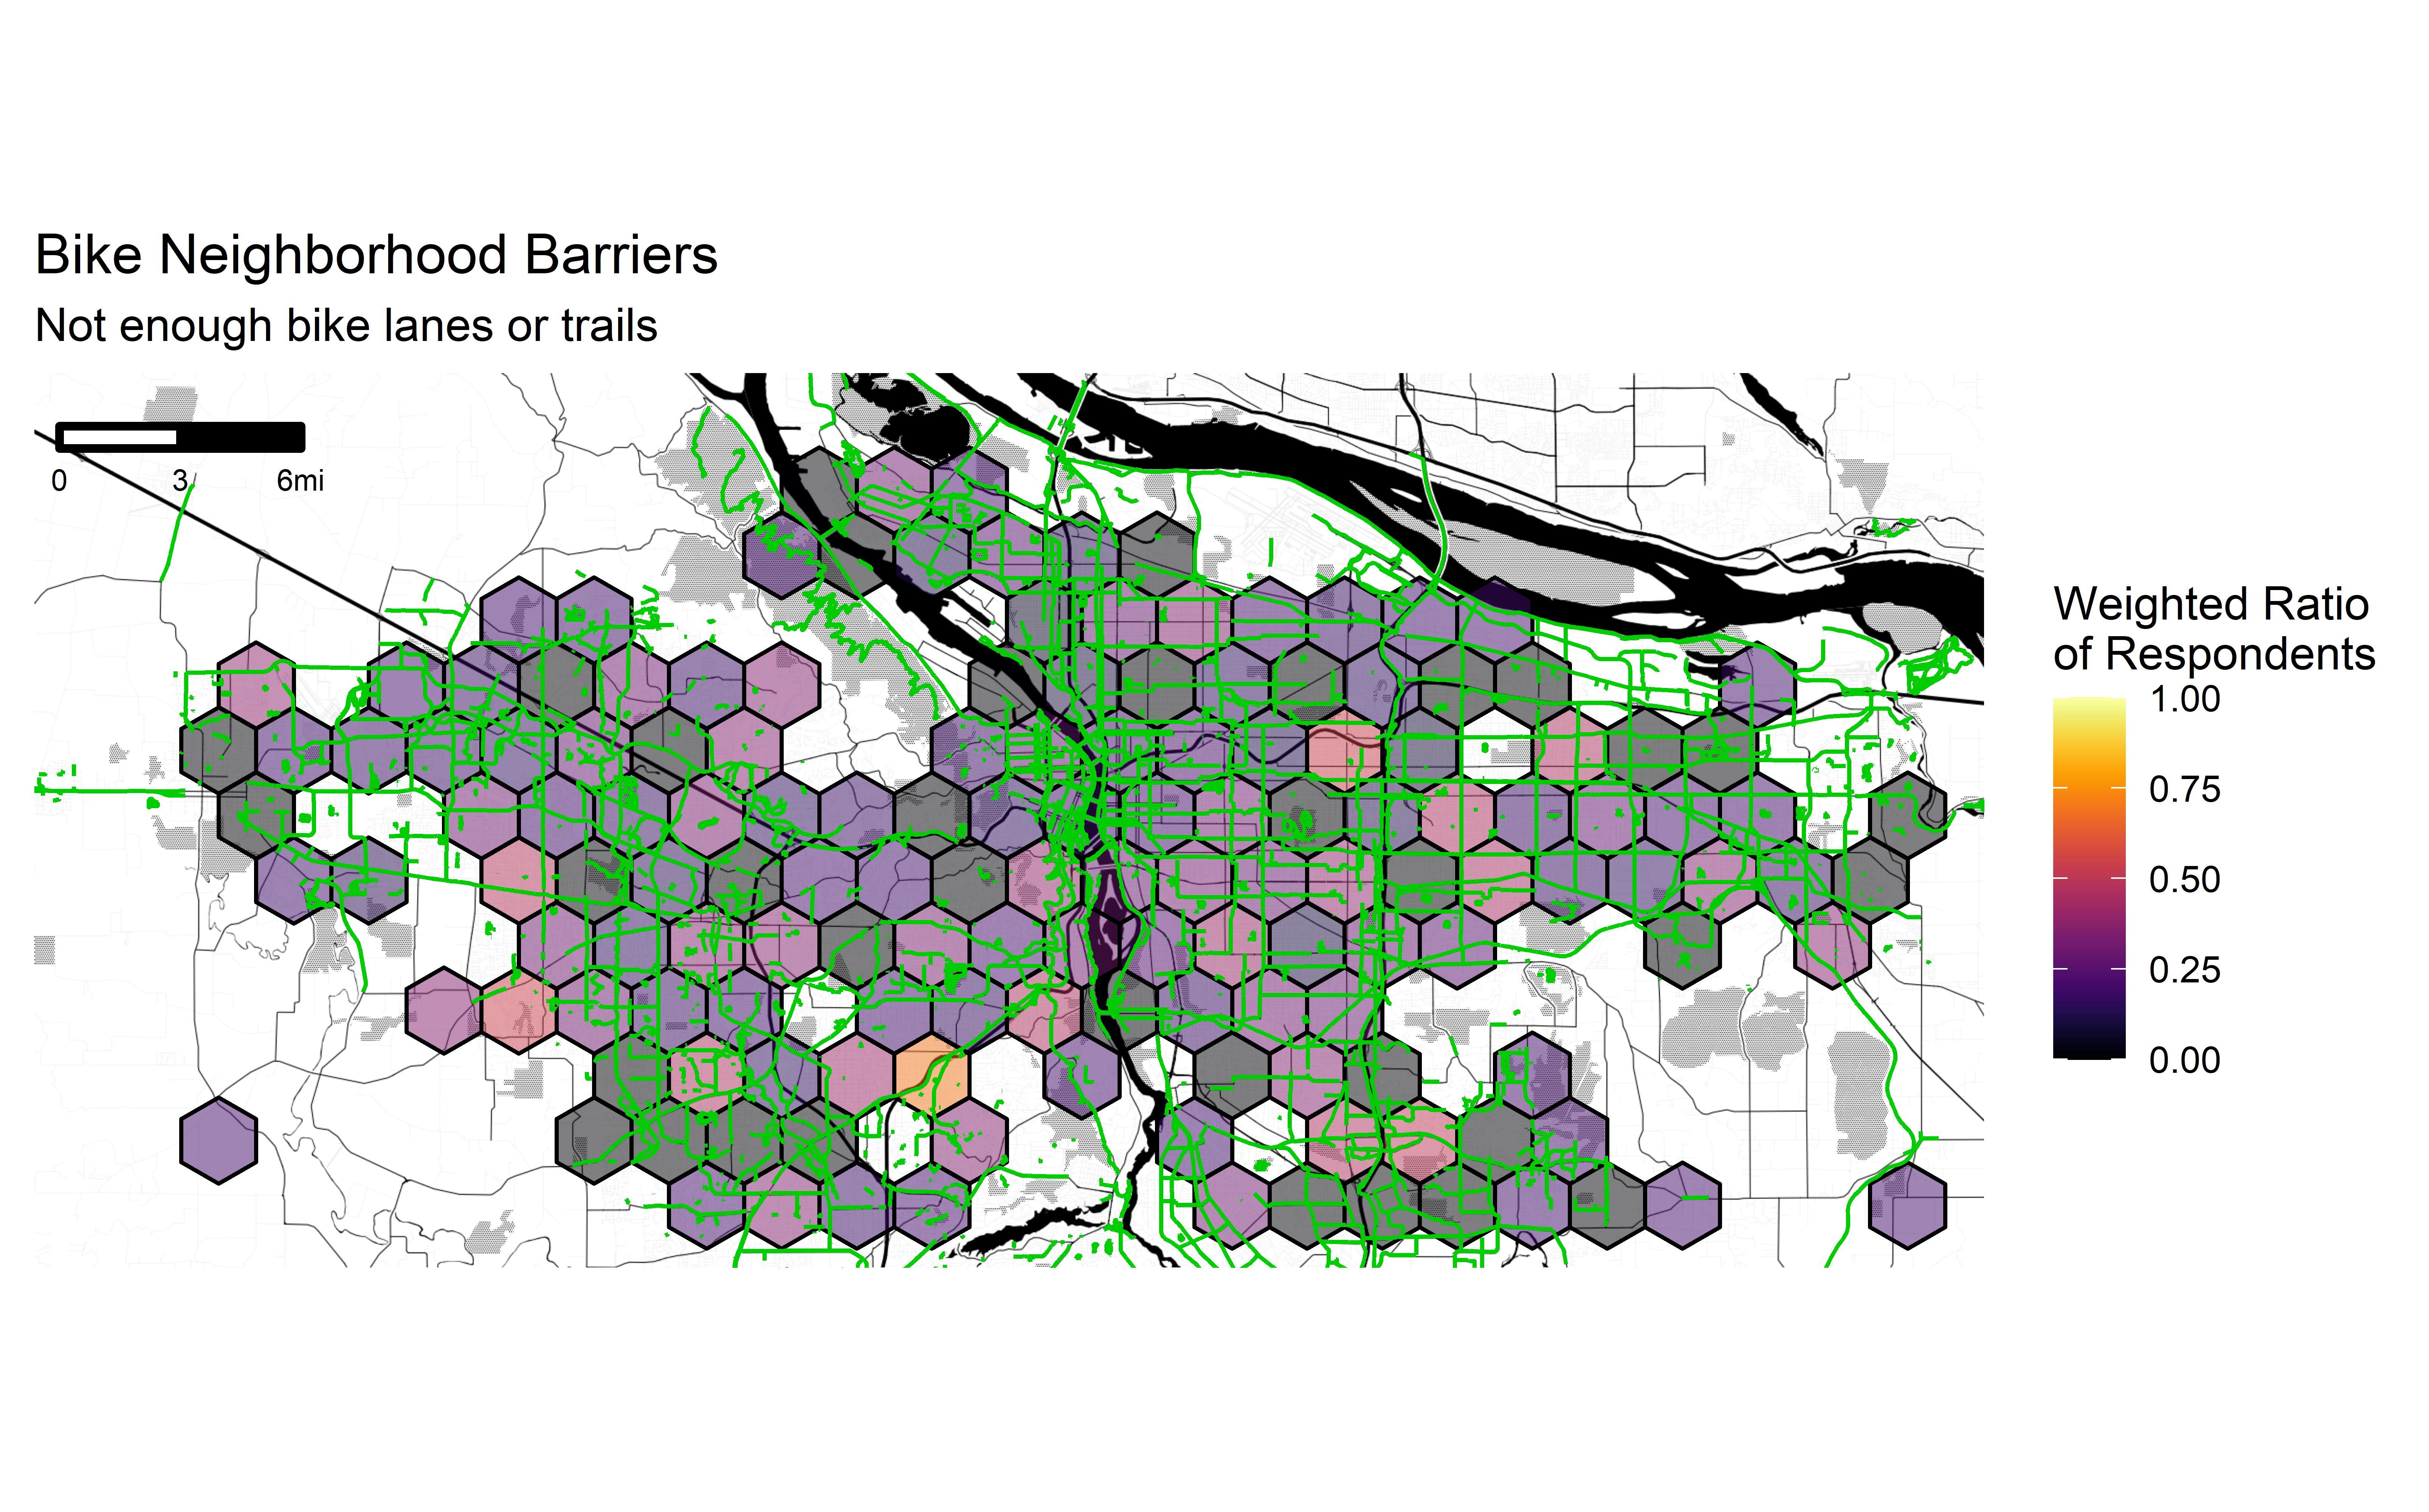 Bike Neighborhood Barriers
Not enough bike lanes or trails
0 3 6mi
Weighted Ratio
of Respondents
1.00
0.75
0.50
0.25
0.00